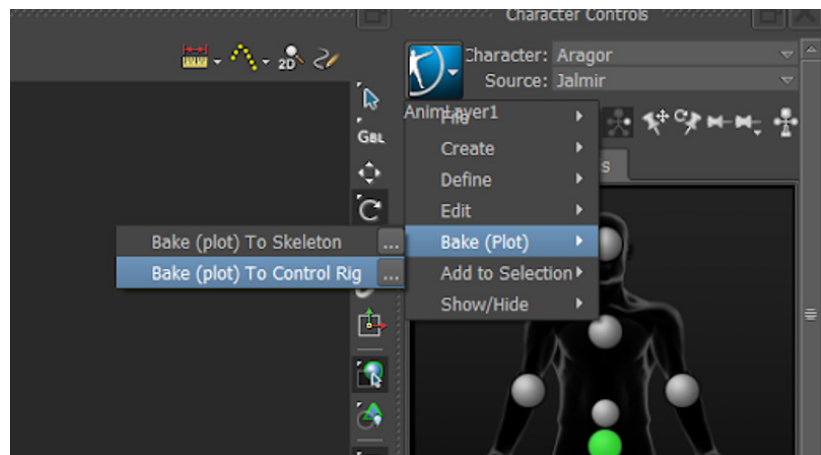 Character Controls
Character: Aragor
Source: Jalmir
2D
AnimLayer1
File
GBL
Create
Define
Edit
Bake (Plot)
Bake (plot) To Skeleton ...
Bake (plot) To Control Rig ...
Add to Selection
Show/Hide
s